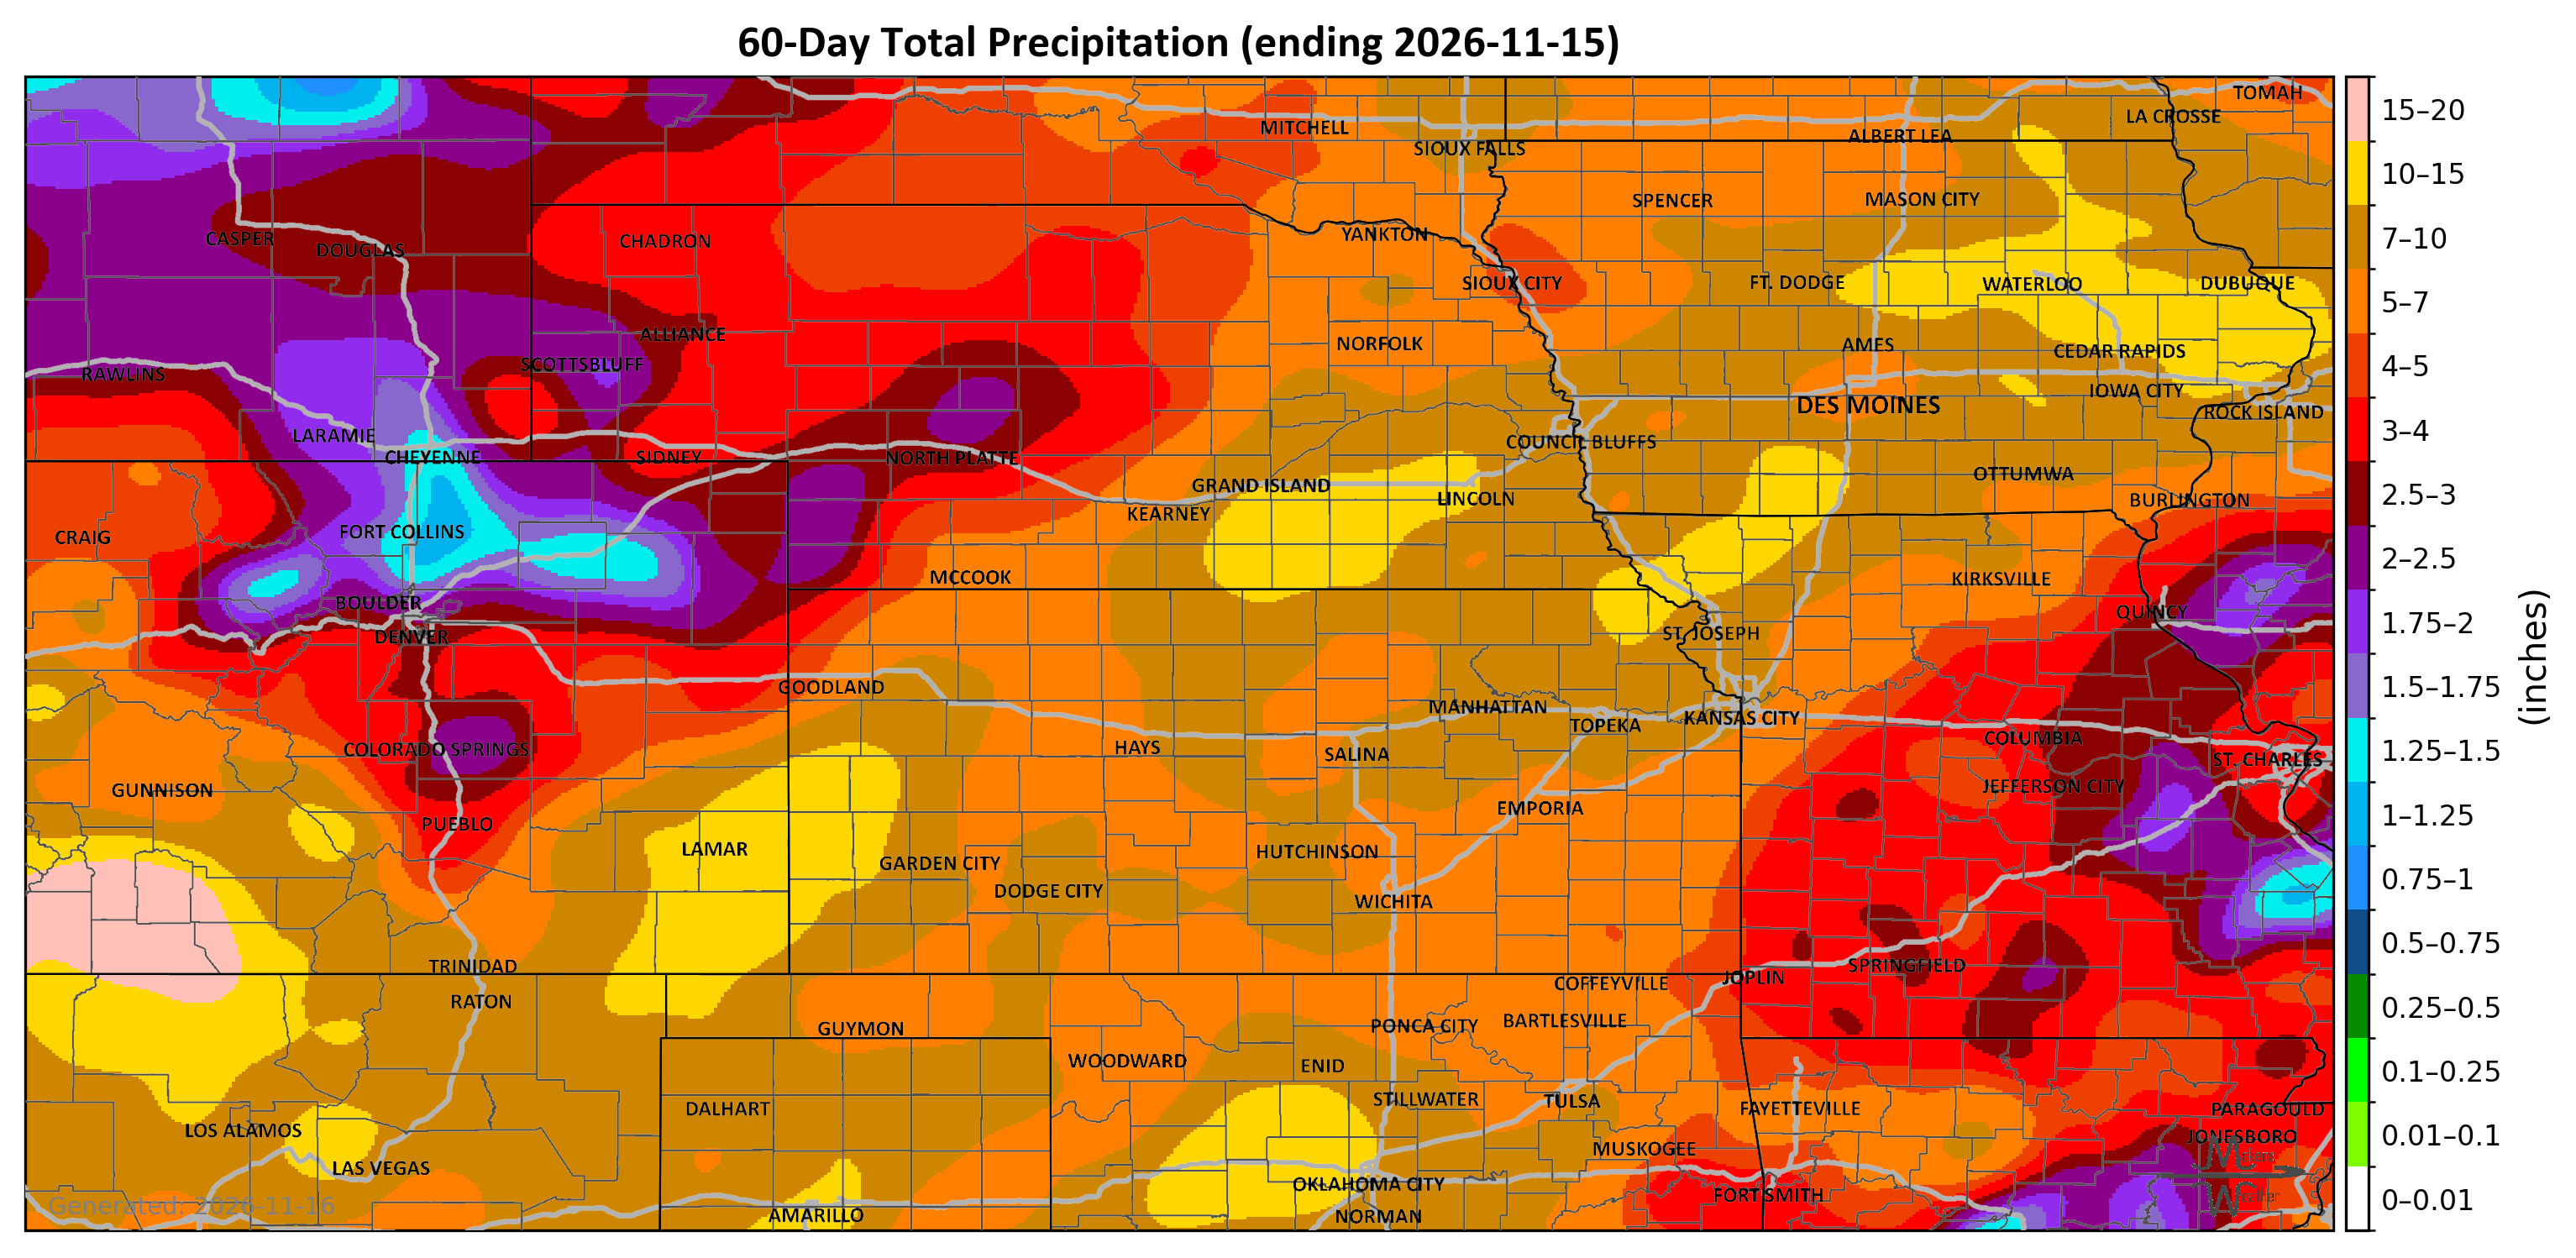 60-Day Total Precipitation (ending 2026-11-15)
TOMAH
LA CROSSE
MITCHELL
ALBERT LEA
SIOUX FALLS
SPENCER
MASON CITY
CASPER
DOUGLAS
CHADRON
YANKTON
SIOUX CITY
FT. DODGE
WATERLOO
DUBUQUE
ALLIANCE
NORFOLK
AMES
CEDAR RAPIDS
SCOTTSBLUFF
RAWLINS
IOWA CITY
DES MOINES
ROCK ISLAND
LARAMIE
COUNCIL BLUFFS
CHEYENNE
SIDNEY
NORTH PLATTE
OTTUMWA
GRAND ISLAND
LINCOLN
BURLINGTON
KEARNEY
CRAIG
FORT COLLINS
MCCOOK
KIRKSVILLE
BOULDER
QUINCY
DENVER
ST. JOSEPH
GOODLAND
MANHATTAN
TOPEKA
KANSAS CITY
COLUMBIA
COLORADO SPRINGS
HAYS
SALINA
ST. CHARLES
GUNNISON
JEFFERSON CITY
EMPORIA
PUEBLO
LAMAR
GARDEN CITY
HUTCHINSON
DODGE CITY
WICHITA
TRINIDAD
SPRINGFIELD
JOPLIN
COFFEYVILLE
RATON
GUYMON
PONCA CITY
BARTLESVILLE
WOODWARD
ENID
STILLWATER
TULSA
DALHART
FAYETTEVILLE
PARAGOULD
LOS ALAMOS
JONESBORO
MUSKOGEE
LAS VEGAS
OKLAHOMA CITY
FORT SMITH
AMARILLO
NORMAN
Generated: 2026-11-16
15–20
10–15
7–10
5–7
4–5
3–4
2.5–3
2–2.5
1.75–2
1.5–1.75
1.25–1.5
1–1.25
0.75–1
0.5–0.75
0.25–0.5
0.1–0.25
0.01–0.1
0–0.01
(inches)